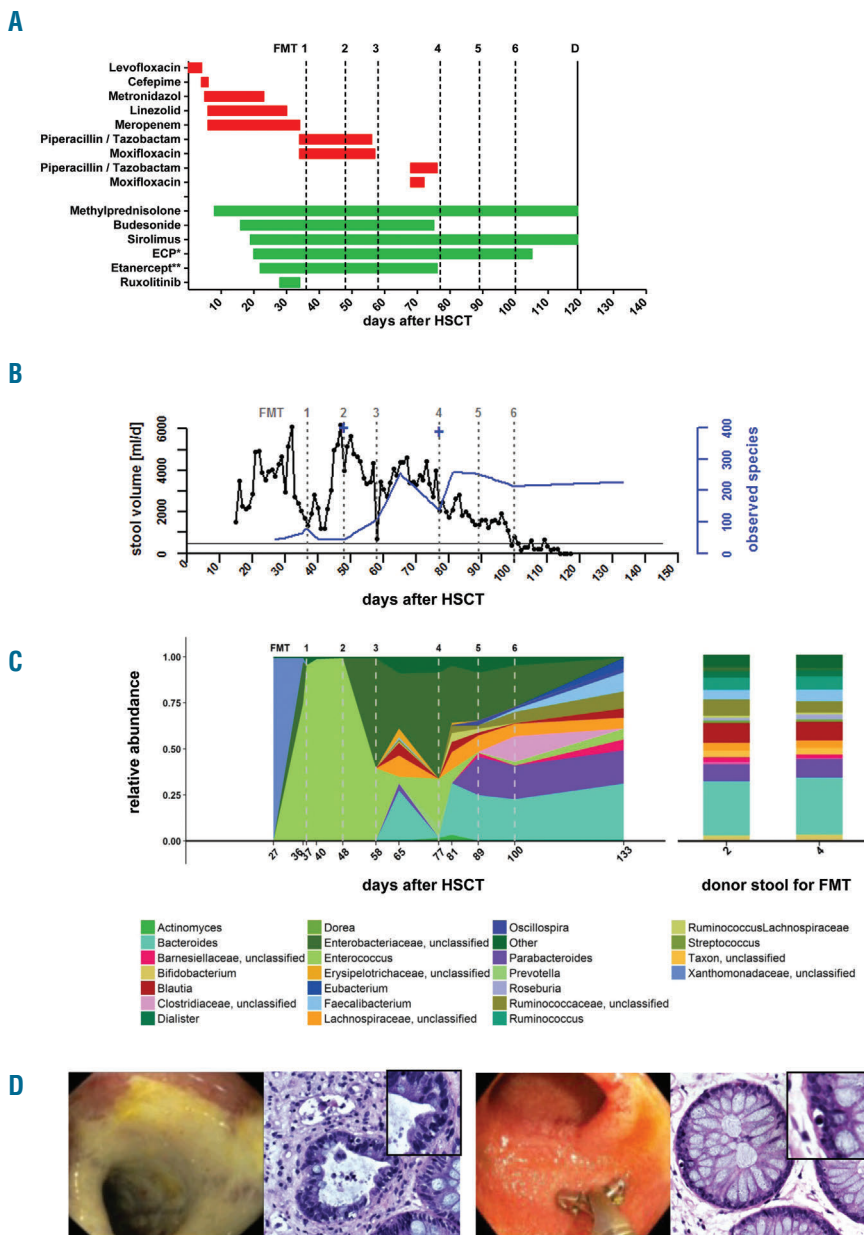 A
FMT 1 2 3 4 5 6 D
Levofloxacin
Cefepime
Metronidazol
Linezolid
Meropenem
Piperacillin / Tazobactam
Moxifloxacin
Piperacillin / Tazobactam
Moxifloxacin
Methylprednisolone
Budesonide
Sirolimus
ECP*
Etanercept**
Ruxolitinib
10 20 30 40 50 60 70 80 90 100 110 120 130 140
days after HSCT
B
FMT 1 2 3 4 5 6
stool volume [ml/d]
6000
4000
2000
0
400
300
200
100
0
observed species
0 10 20 30 40 50 60 70 80 90 100 110 120 130 140 150
days after HSCT
C
FMT 1 2 3 4 5 6
relative abundance
1.00
0.75
0.50
0.25
0.00
27 36 37 40 48 58 65 77 81 89 100 133
2 4
days after HSCT
donor stool for FMT
Actinomyces
Bacteroides
Barnesiellaceae, unclassified
Bifidobacterium
Blautia
Clostridiaceae, unclassified
Dialister
Dorea
Enterobacteriaceae, unclassified
Enterococcus
Erysipelotrichaceae, unclassified
Eubacterium
Faecalibacterium
Lachnospiraceae, unclassified
Oscillospira
Other
Parabacteroides
Prevotella
Roseburia
Ruminococcaceae, unclassified
Ruminococcus
RuminococcusLachnospiraceae
Streptococcus
Taxon, unclassified
Xanthomonadaceae, unclassified
D